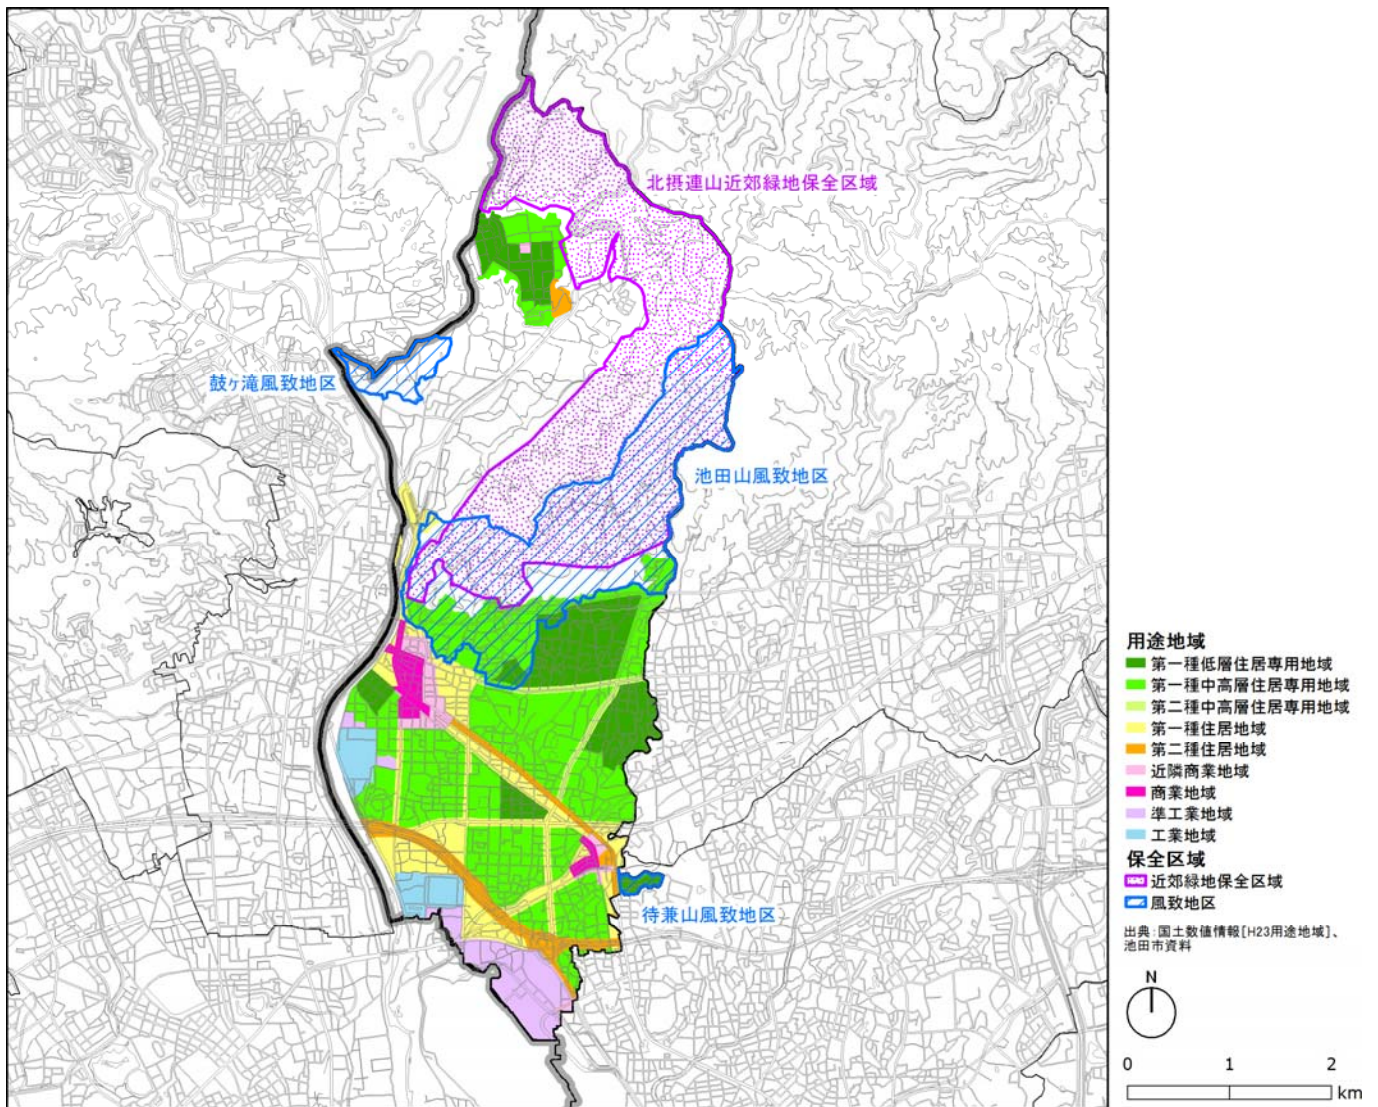 北摂連山近郊緑地保全区域
鼓ヶ滝風致地区
池田山風致地区
待兼山風致地区
用途地域
第一種低層住居専用地域
第一種中高層住居専用地域
第二種中高層住居専用地域
第一種住居地域
第二種住居地域
近隣商業地域
商業地域
準工業地域
工業地域
保全区域
近郊緑地保全区域
風致地区
出典:国土数値情報[H23用途地域]、
池田市資料
N
0 1 2
km